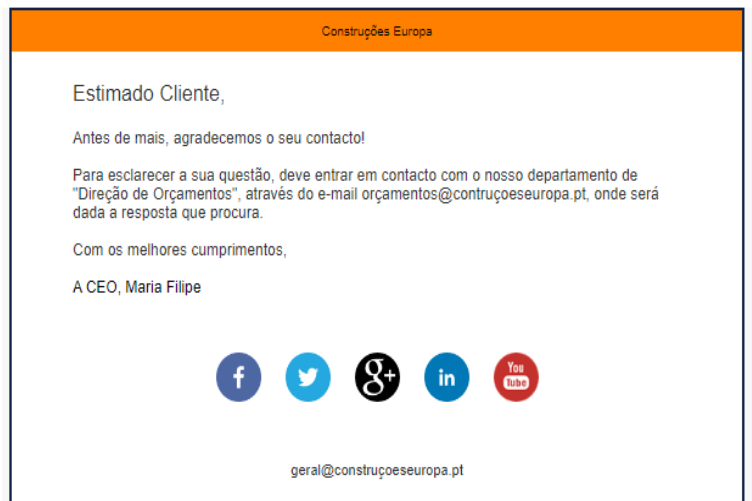 Construções Europa
Estimado Cliente,
Antes de mais, agradecemos o seu contacto!
Para esclarecer a sua questão, deve entrar em contacto com o nosso departamento de
"Direção de Orçamentos", através do e-mail orçamentos@contruçoeseuropa.pt, onde será
dada a resposta que procura.
Com os melhores cumprimentos,
A CEO, Maria Filipe
f g+ in You Tube
geral@construçoeseuropa.pt